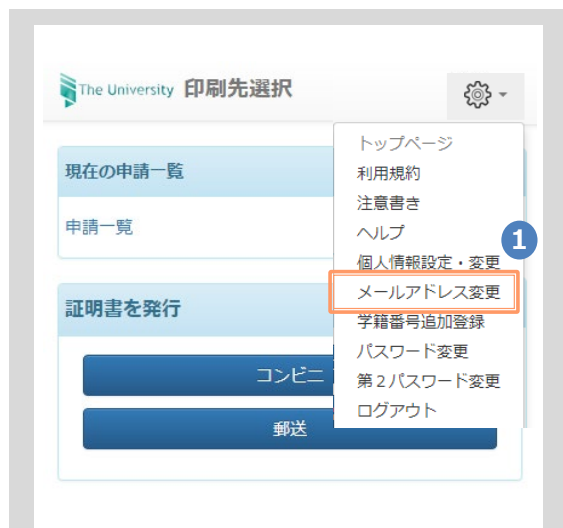 The University 印刷先選択
トップページ
現在の申請一覧
利用規約
注意書き
申請一覧
ヘルプ
1
個人情報設定・変更
メールアドレス変更
証明書を発行
学籍番号追加登録
パスワード変更
コンビニ
第2パスワード変更
ログアウト
郵送